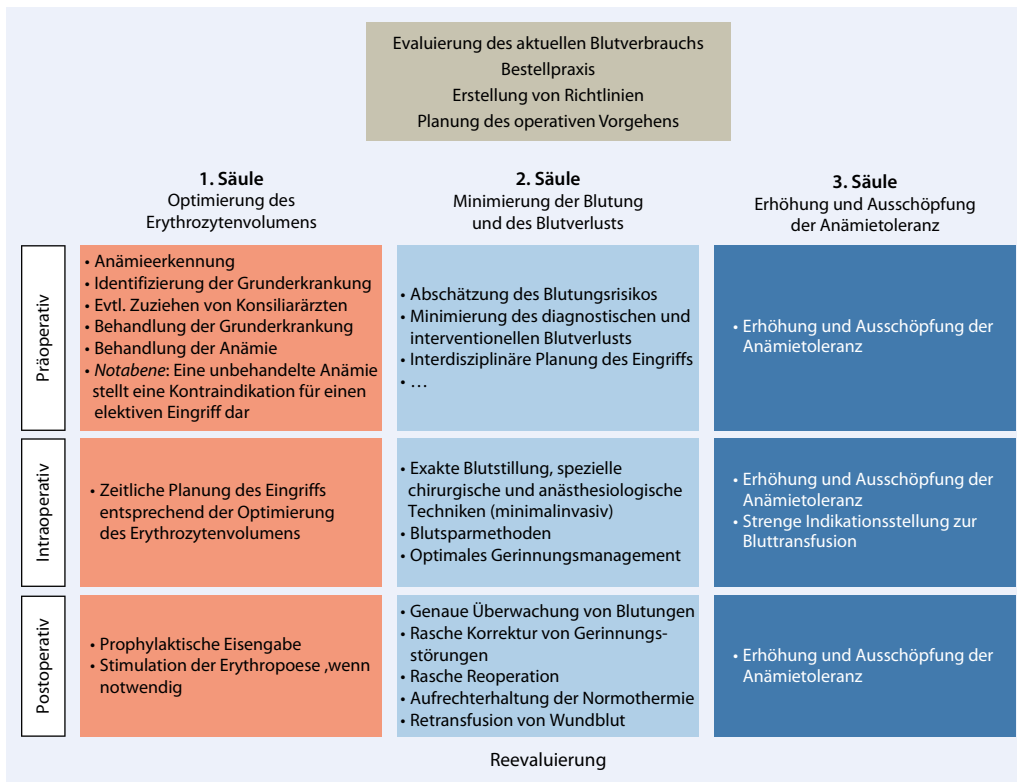 Evaluierung des aktuellen Blutverbrauchs
Bestellpraxis
Erstellung von Richtlinien
Planung des operativen Vorgehens
1. Säule
Optimierung des
Erythrozytenvolumens
2. Säule
Minimierung der Blutung
und des Blutverlusts
3. Säule
Erhöhung und Ausschöpfung
der Anämietoleranz
Präoperativ
• Anämieerkennung
• Identifizierung der Grunderkrankung
• Evtl. Zuziehen von Konsiliarärzten
• Behandlung der Grunderkrankung
• Behandlung der Anämie
• Notabene: Eine unbehandelte Anämie
stellt eine Kontraindikation für einen
elektiven Eingriff dar
• Abschätzung des Blutungsrisikos
• Minimierung des diagnostischen und
interventionellen Blutverlusts
• Interdisziplinäre Planung des Eingriffs
• …
• Erhöhung und Ausschöpfung der
Anämietoleranz
Intraoperativ
• Zeitliche Planung des Eingriffs
entsprechend der Optimierung
des Erythrozytenvolumens
• Exakte Blutstillung, spezielle
chirurgische und anästhesiologische
Techniken (minimalinvasiv)
• Blutsparmethoden
• Optimales Gerinnungsmanagement
• Erhöhung und Ausschöpfung der
Anämietoleranz
• Strenge Indikationsstellung zur
Bluttransfusion
Postoperativ
• Prophylaktische Eisengabe
• Stimulation der Erythropoese ,wenn
notwendig
• Genaue Überwachung von Blutungen
• Rasche Korrektur von Gerinnungs-
störungen
• Rasche Reoperation
• Aufrechterhaltung der Normothermie
• Retransfusion von Wundblut
• Erhöhung und Ausschöpfung der
Anämietoleranz
Reevaluierung